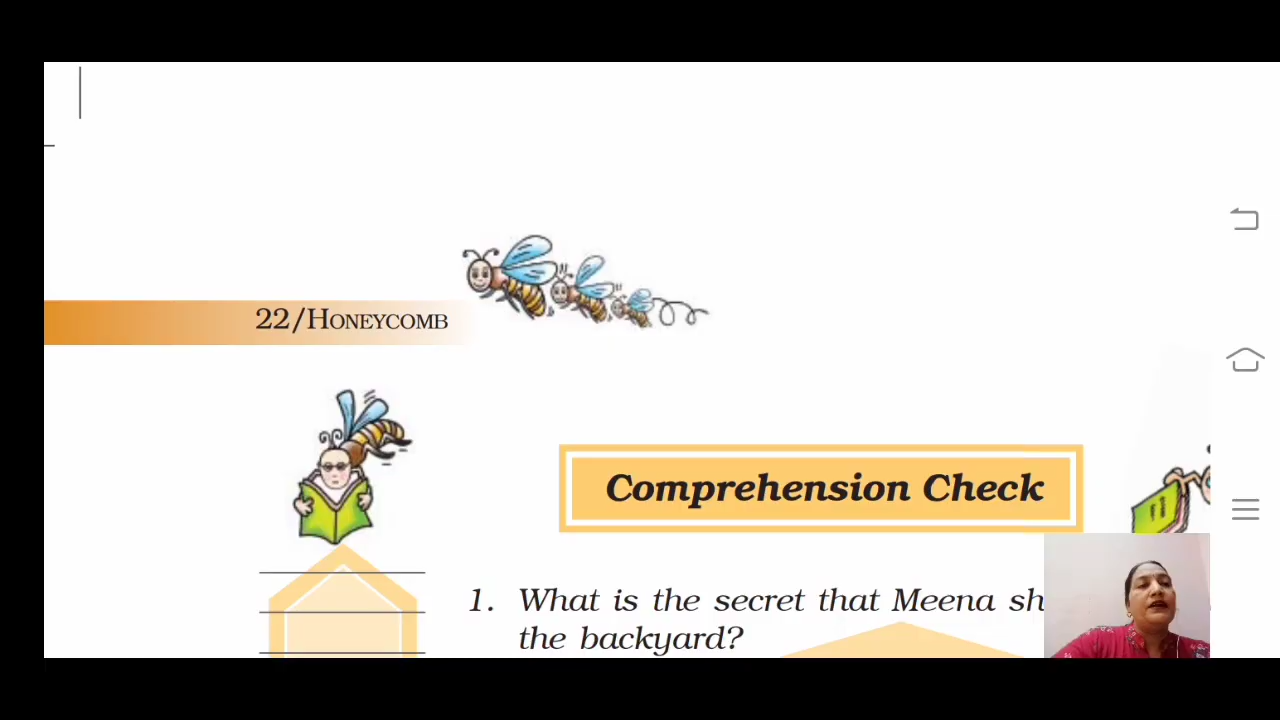 22/HONEYCOMB
Comprehension Check
1. What is the secret that Meena sh
the backyard?